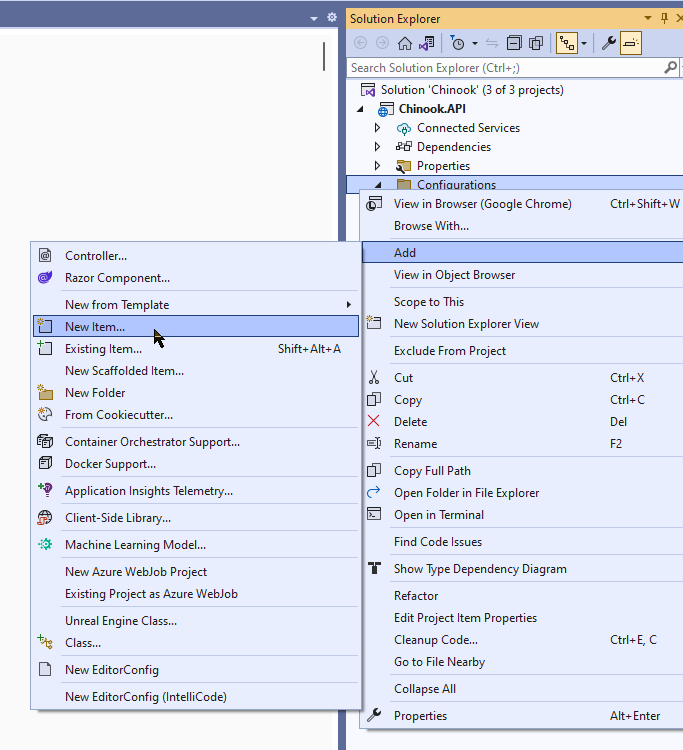 Solution Explorer
Search Solution Explorer (Ctrl+;)
Solution 'Chinook' (3 of 3 projects)
Chinook.API
Connected Services
Dependencies
Properties
Configurations
View in Browser (Google Chrome) Ctrl+Shift+W
Browse With...
Add
View in Object Browser
Scope to This
New Solution Explorer View
Exclude From Project
Cut Ctrl+X
Copy Ctrl+C
Delete Del
Rename F2
Copy Full Path
Open Folder in File Explorer
Open in Terminal
Find Code Issues
Show Type Dependency Diagram
Refactor
Edit Project Item Properties
Cleanup Code... Ctrl+E, C
Go to File Nearby
Collapse All
Properties Alt+Enter
Controller...
Razor Component...
New from Template
New Item...
Existing Item... Shift+Alt+A
New Scaffolded Item...
New Folder
From Cookiecutter...
Container Orchestrator Support...
Docker Support...
Application Insights Telemetry...
Client-Side Library...
Machine Learning Model...
New Azure WebJob Project
Existing Project as Azure WebJob
Unreal Engine Class...
Class...
New EditorConfig
New EditorConfig (IntelliCode)